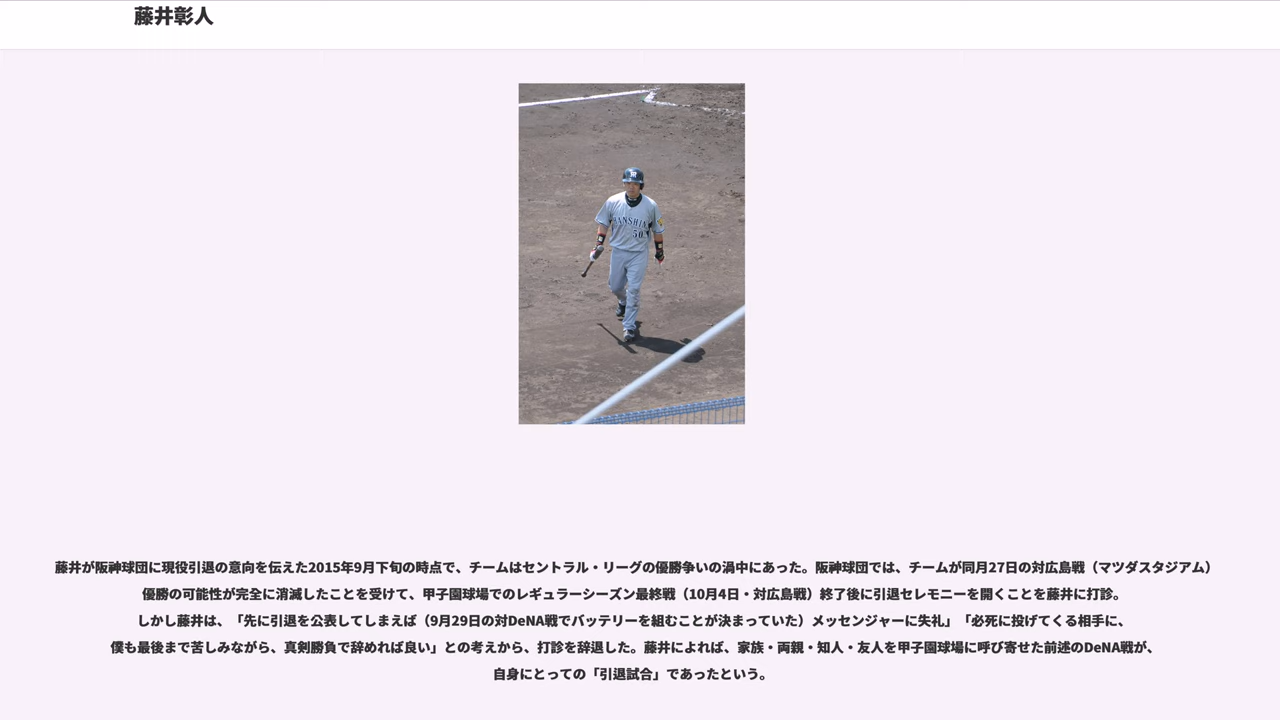 藤井彰人
HANSHIN
50
藤井が阪神球団に現役引退の意向を伝えた2015年9月下旬の時点で、チームはセントラル・リーグの優勝争いの渦中にあった。阪神球団では、チームが同月27日の対広島戦（マツダスタジアム）
優勝の可能性が完全に消滅したことを受けて、甲子園球場でのレギュラーシーズン最終戦（10月4日・対広島戦）終了後に引退セレモニーを開くことを藤井に打診。
しかし藤井は、「先に引退を公表してしまえば（9月29日の対DeNA戦でバッテリーを組むことが決まっていた）メッセンジャーに失礼」「必死に投げてくる相手に、
僕も最後まで苦しみながら、真剣勝負で辞めれば良い」との考えから、打診を辞退した。藤井によれば、家族・両親・知人・友人を甲子園球場に呼び寄せた前述のDeNA戦が、
自身にとっての「引退試合」であったという。